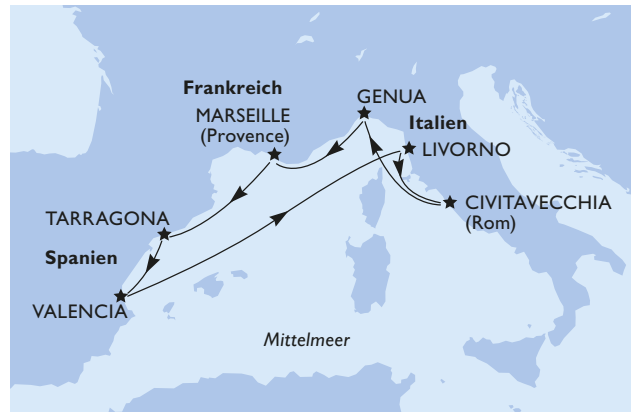 Frankreich
MARSEILLE
(Provence)
GENUA
Italien
LIVORNO
CIVITAVECCHIA
(Rom)
TARRAGONA
Spanien
VALENCIA
Mittelmeer